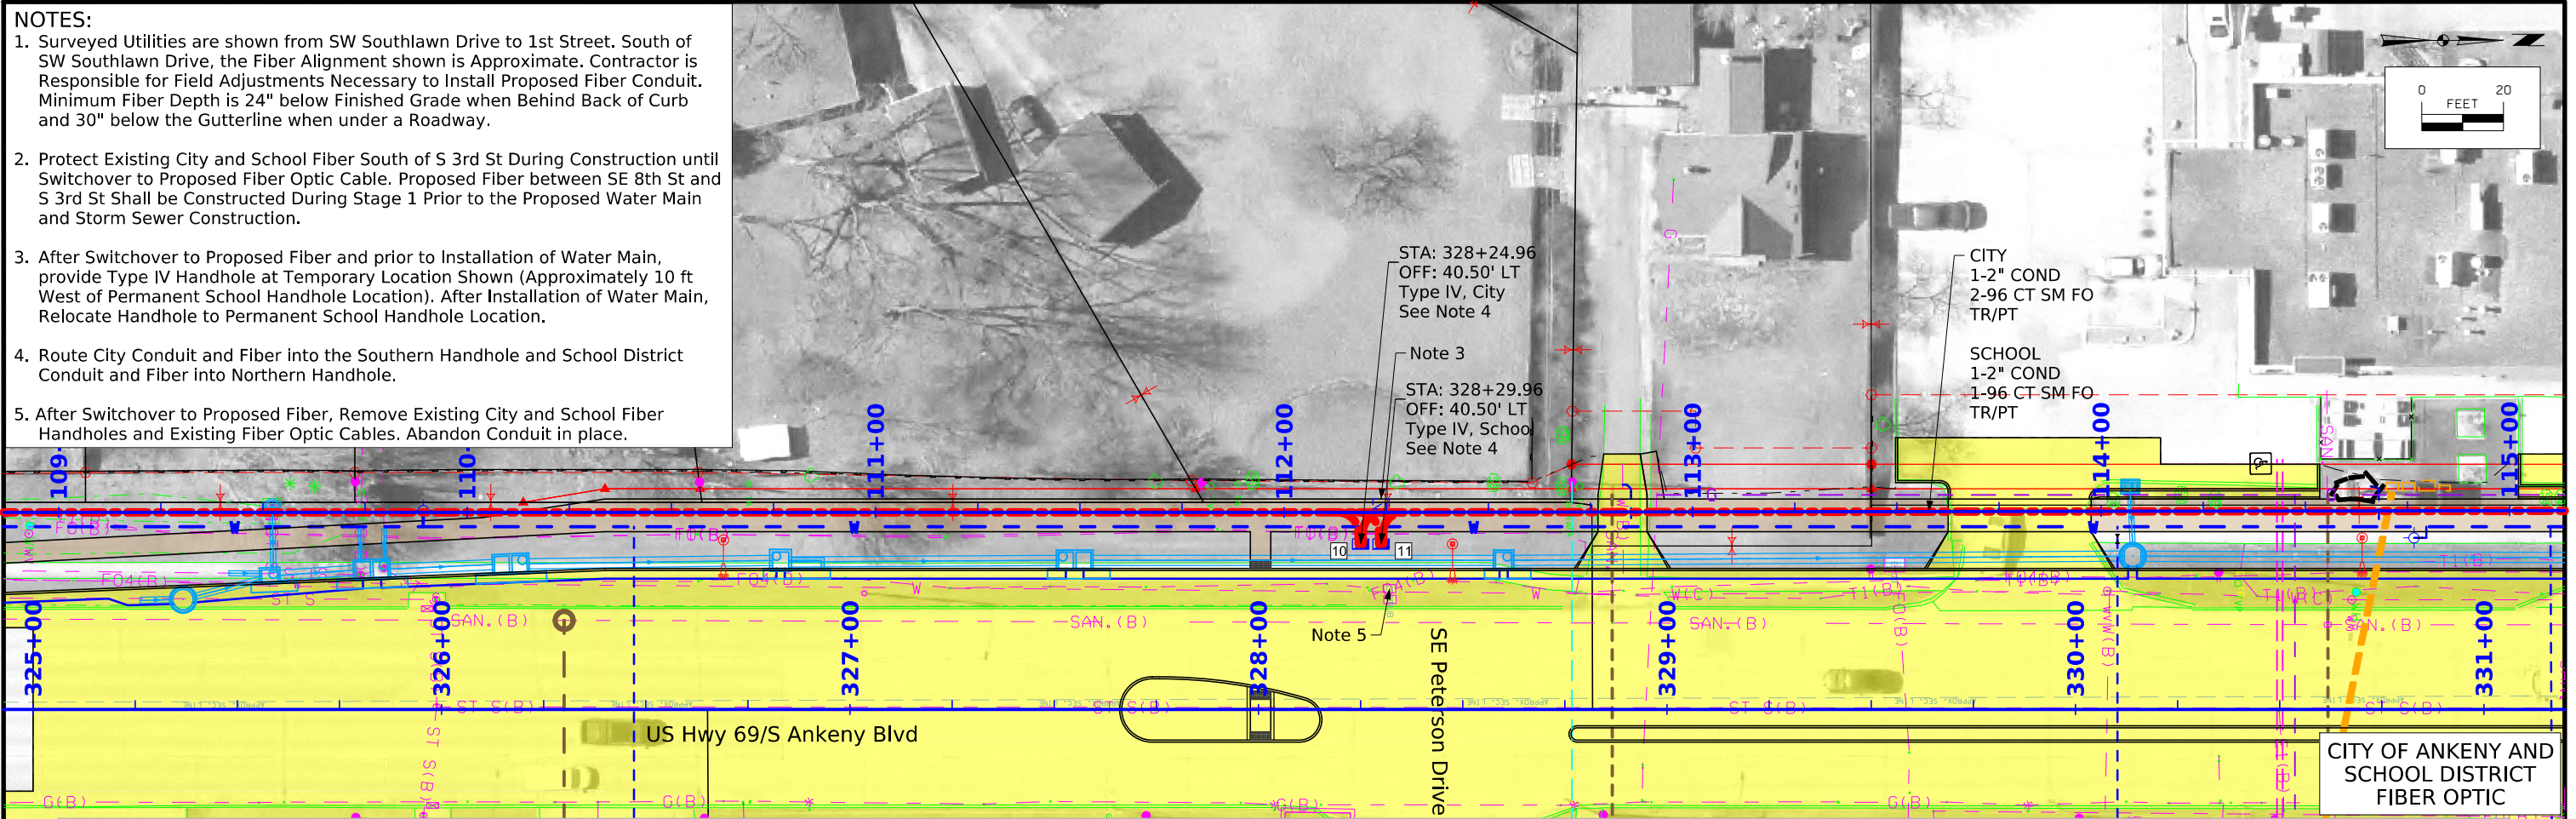 NOTES:
1. Surveyed Utilities are shown from SW Southlawn Drive to 1st Street. South of
SW Southlawn Drive, the Fiber Alignment shown is Approximate. Contractor is
Responsible for Field Adjustments Necessary to Install Proposed Fiber Conduit.
Minimum Fiber Depth is 24" below Finished Grade when Behind Back of Curb
and 30" below the Gutterline when under a Roadway.
2. Protect Existing City and School Fiber South of S 3rd St During Construction until
Switchover to Proposed Fiber Optic Cable. Proposed Fiber between SE 8th St and
S 3rd St Shall be Constructed During Stage 1 Prior to the Proposed Water Main
and Storm Sewer Construction.
3. After Switchover to Proposed Fiber and prior to Installation of Water Main,
provide Type IV Handhole at Temporary Location Shown (Approximately 10 ft
West of Permanent School Handhole Location). After Installation of Water Main,
Relocate Handhole to Permanent School Handhole Location.
4. Route City Conduit and Fiber into the Southern Handhole and School District
Conduit and Fiber into Northern Handhole.
5. After Switchover to Proposed Fiber, Remove Existing City and School Fiber
Handholes and Existing Fiber Optic Cables. Abandon Conduit in place.
0 20
FEET
STA: 328+24.96
OFF: 40.50' LT
Type IV, City
See Note 4
Note 3
STA: 328+29.96
OFF: 40.50' LT
Type IV, School
See Note 4
CITY
1-2" COND
2-96 CT SM FO
TR/PT
SCHOOL
1-2" COND
1-96 CT SM FO
TR/PT
109+
110+
111+00
112+00
113+00
114+00
115+00
W
W
W
W
10
11
FO4(B)
W
W
W(C)
T1(B)
T1(B)
ST S
SAN.(B)
SAN.(B)
SAN.(B)
SAN.(B)
Note 5
325+00
326+00
327+00
328+00
329+00
330+00
331+00
ST S(B)
ST S(B)
ST S(B)
ST S(B)
US Hwy 69/S Ankeny Blvd
SE Peterson Drive
G(B)
G(B)
G(B)
G(B)
CITY OF ANKENY AND
SCHOOL DISTRICT
FIBER OPTIC